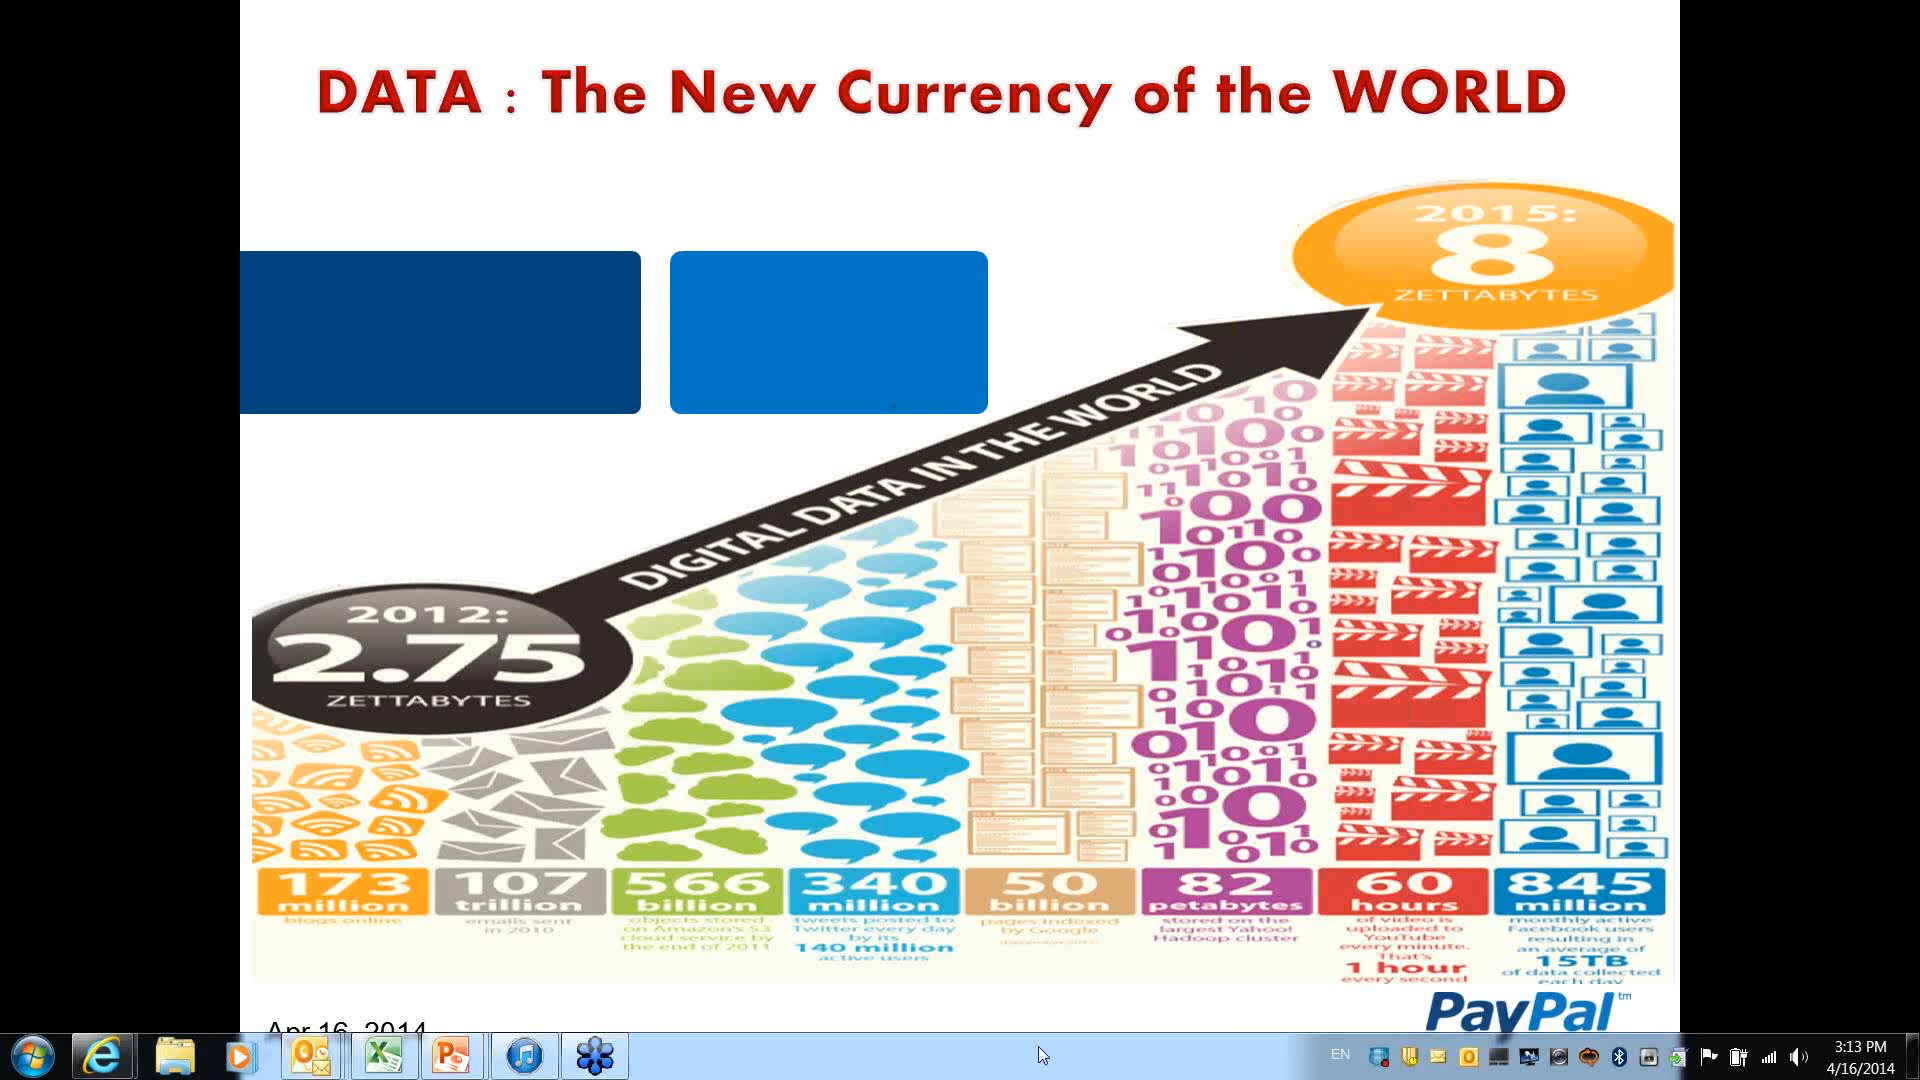 DATA : The New Currency of the WORLD
2015:
8
ZETTABYTES
DIGITAL DATA IN THE WORLD
2012:
2.75
ZETTABYTES
173
million
blogs online
107
trillion
emails sent
in 2010
566
billion
objects stored
on Amazon's S3
cloud service by
the end of 2011
340
million
tweets posted to
Twitter every day
by its
140 million
active users
50
billion
pages indexed
by Google
82
petabytes
stored on the
largest Yahoo!
Hadoop cluster
60
hours
of video is
uploaded to
YouTube
every minute.
That's
1 hour
every second
845
million
monthly active
Facebook users
resulting in
an average of
15TB
of data collected
each day
PayPal™
Apr 16, 2014
EN
3:13 PM
4/16/2014